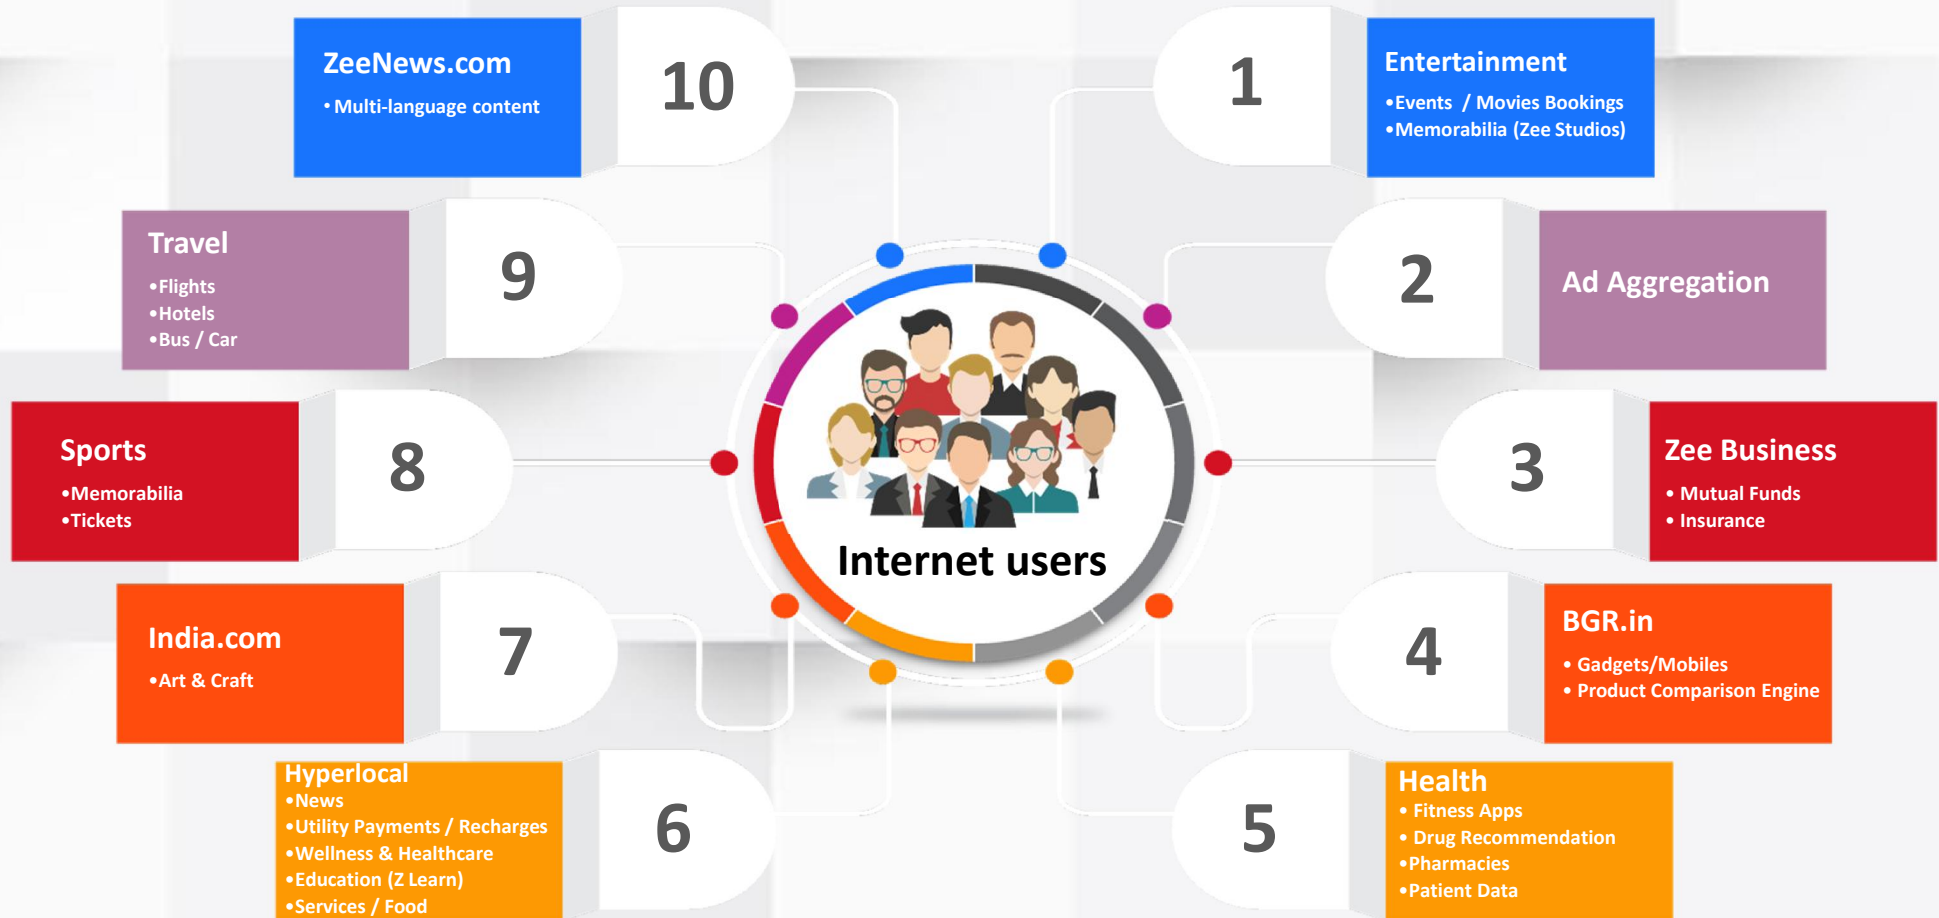 ZeeNews.com
• Multi-language content
10
1
Entertainment
•Events / Movies Bookings
•Memorabilia (Zee Studios)
Travel
•Flights
•Hotels
•Bus / Car
9
2
Ad Aggregation
Sports
•Memorabilia
•Tickets
8
3
Zee Business
• Mutual Funds
• Insurance
Internet users
India.com
•Art & Craft
7
4
BGR.in
• Gadgets/Mobiles
• Product Comparison Engine
Hyperlocal
•News
•Utility Payments / Recharges
•Wellness & Healthcare
•Education (Z Learn)
•Services / Food
6
5
Health
• Fitness Apps
• Drug Recommendation
•Pharmacies
•Patient Data